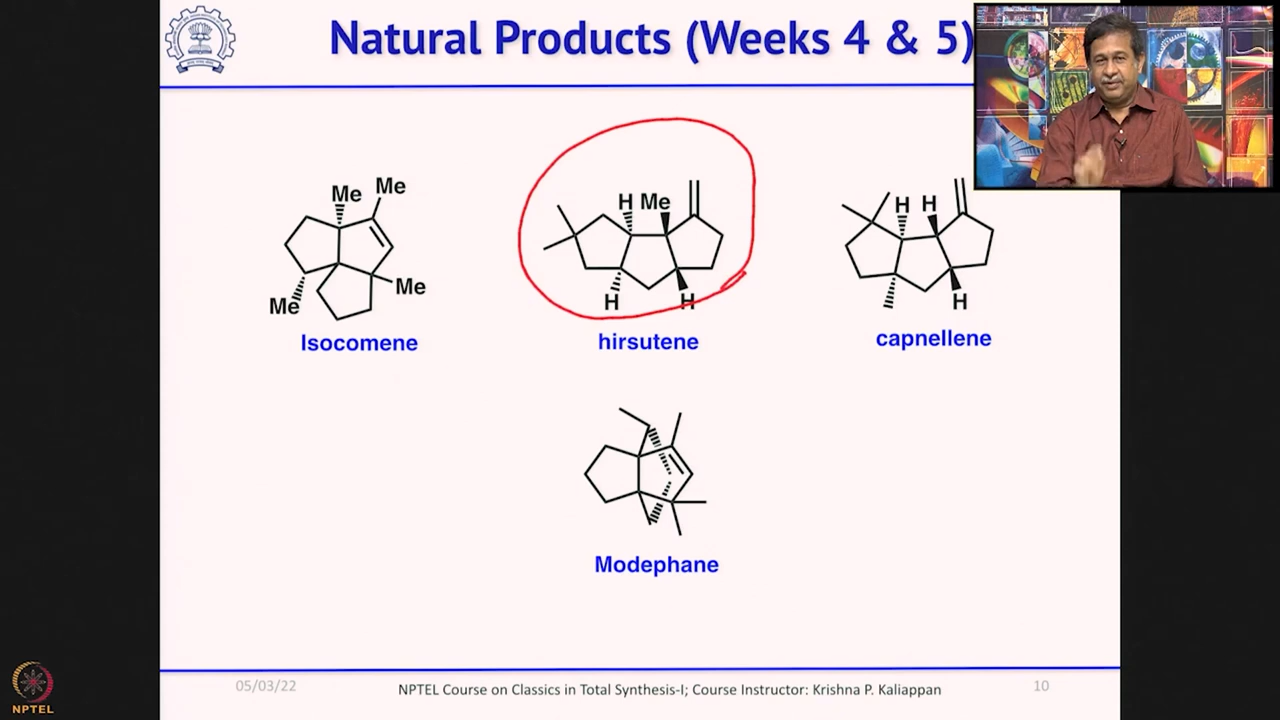 Natural Products (Weeks 4 & 5)
Me Me
Me
Me
Isocomene
H Me
H H
hirsutene
H H
H
capnellene
Modephane
05/03/22
NPTEL Course on Classics in Total Synthesis-I; Course Instructor: Krishna P. Kaliappan
10
NPTEL